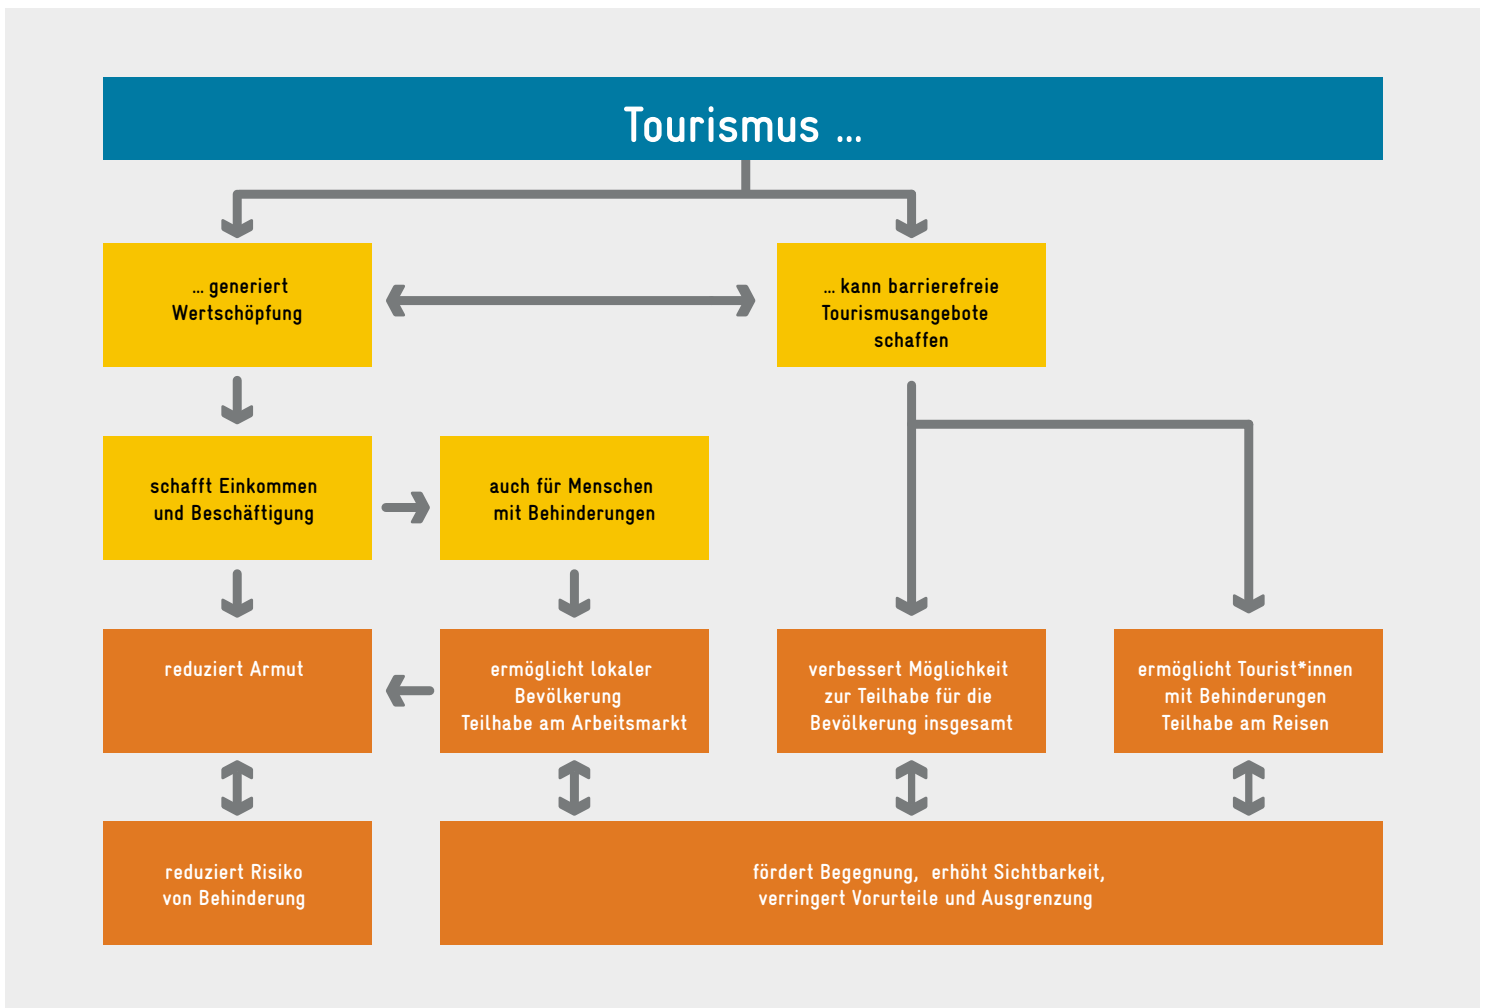 Tourismus ...
... generiert
Wertschöpfung
... kann barrierefreie
Tourismusangebote
schaffen
schafft Einkommen
und Beschäftigung
auch für Menschen
mit Behinderungen
reduziert Armut
ermöglicht lokaler
Bevölkerung
Teilhabe am Arbeitsmarkt
verbessert Möglichkeit
zur Teilhabe für die
Bevölkerung insgesamt
ermöglicht Tourist*innen
mit Behinderungen
Teilhabe am Reisen
reduziert Risiko
von Behinderung
fördert Begegnung, erhöht Sichtbarkeit,
verringert Vorurteile und Ausgrenzung